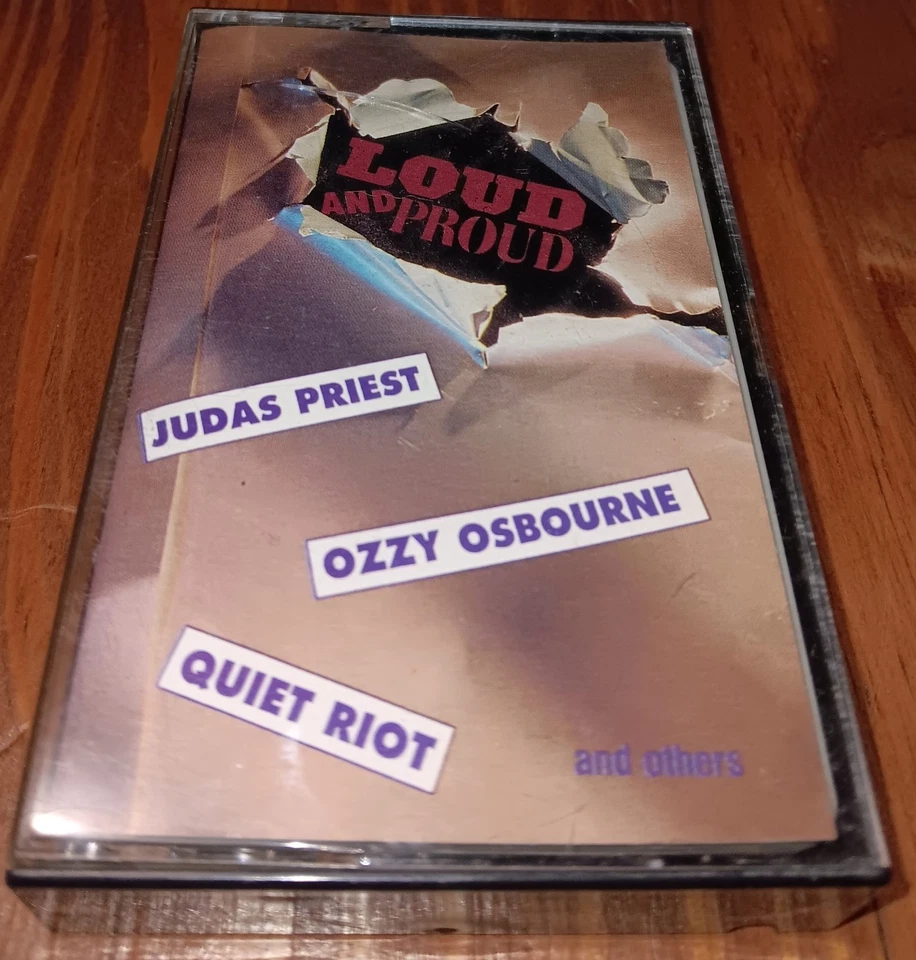 LOUD
AND PROUD
JUDAS PRIEST
OZZY OSBOURNE
QUIET RIOT
and others